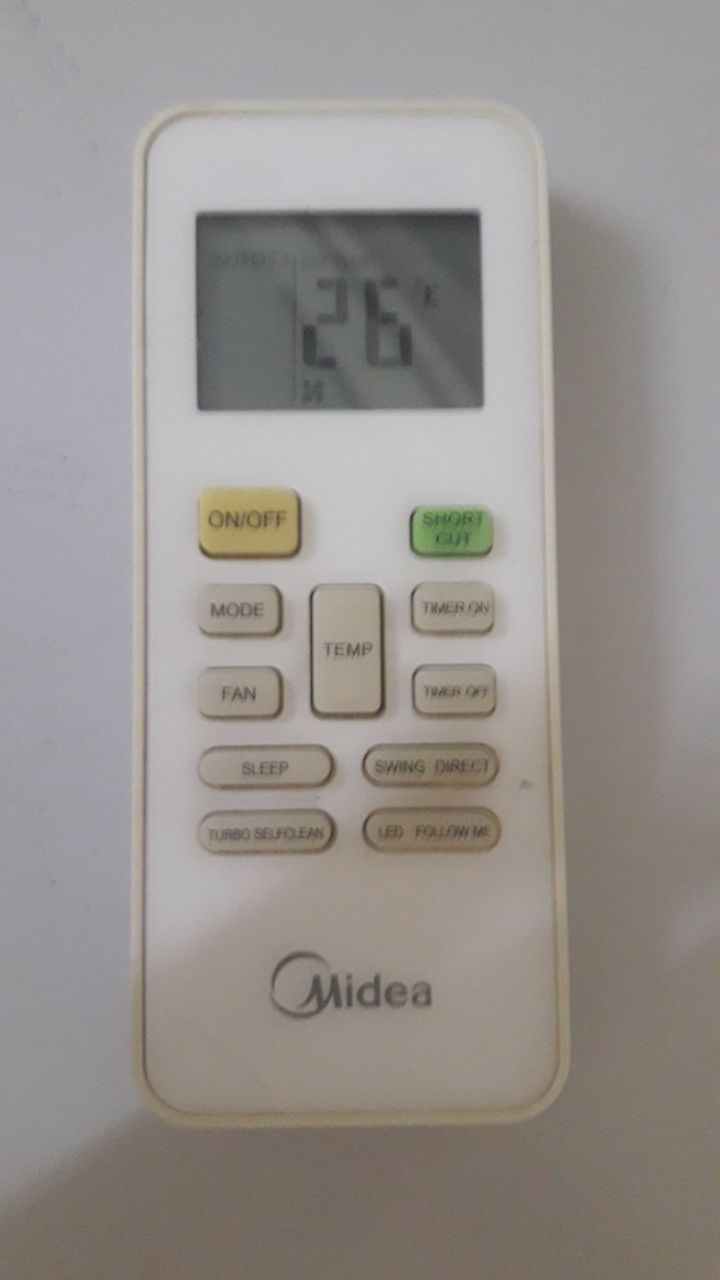 26
ON/OFF
SHORT
CUT
MODE
TEMP
TIMER ON
FAN
TIMER OFF
SLEEP
SWING DIRECT
TURBO SELFCLEAN
LED FOLLOW ME
Midea